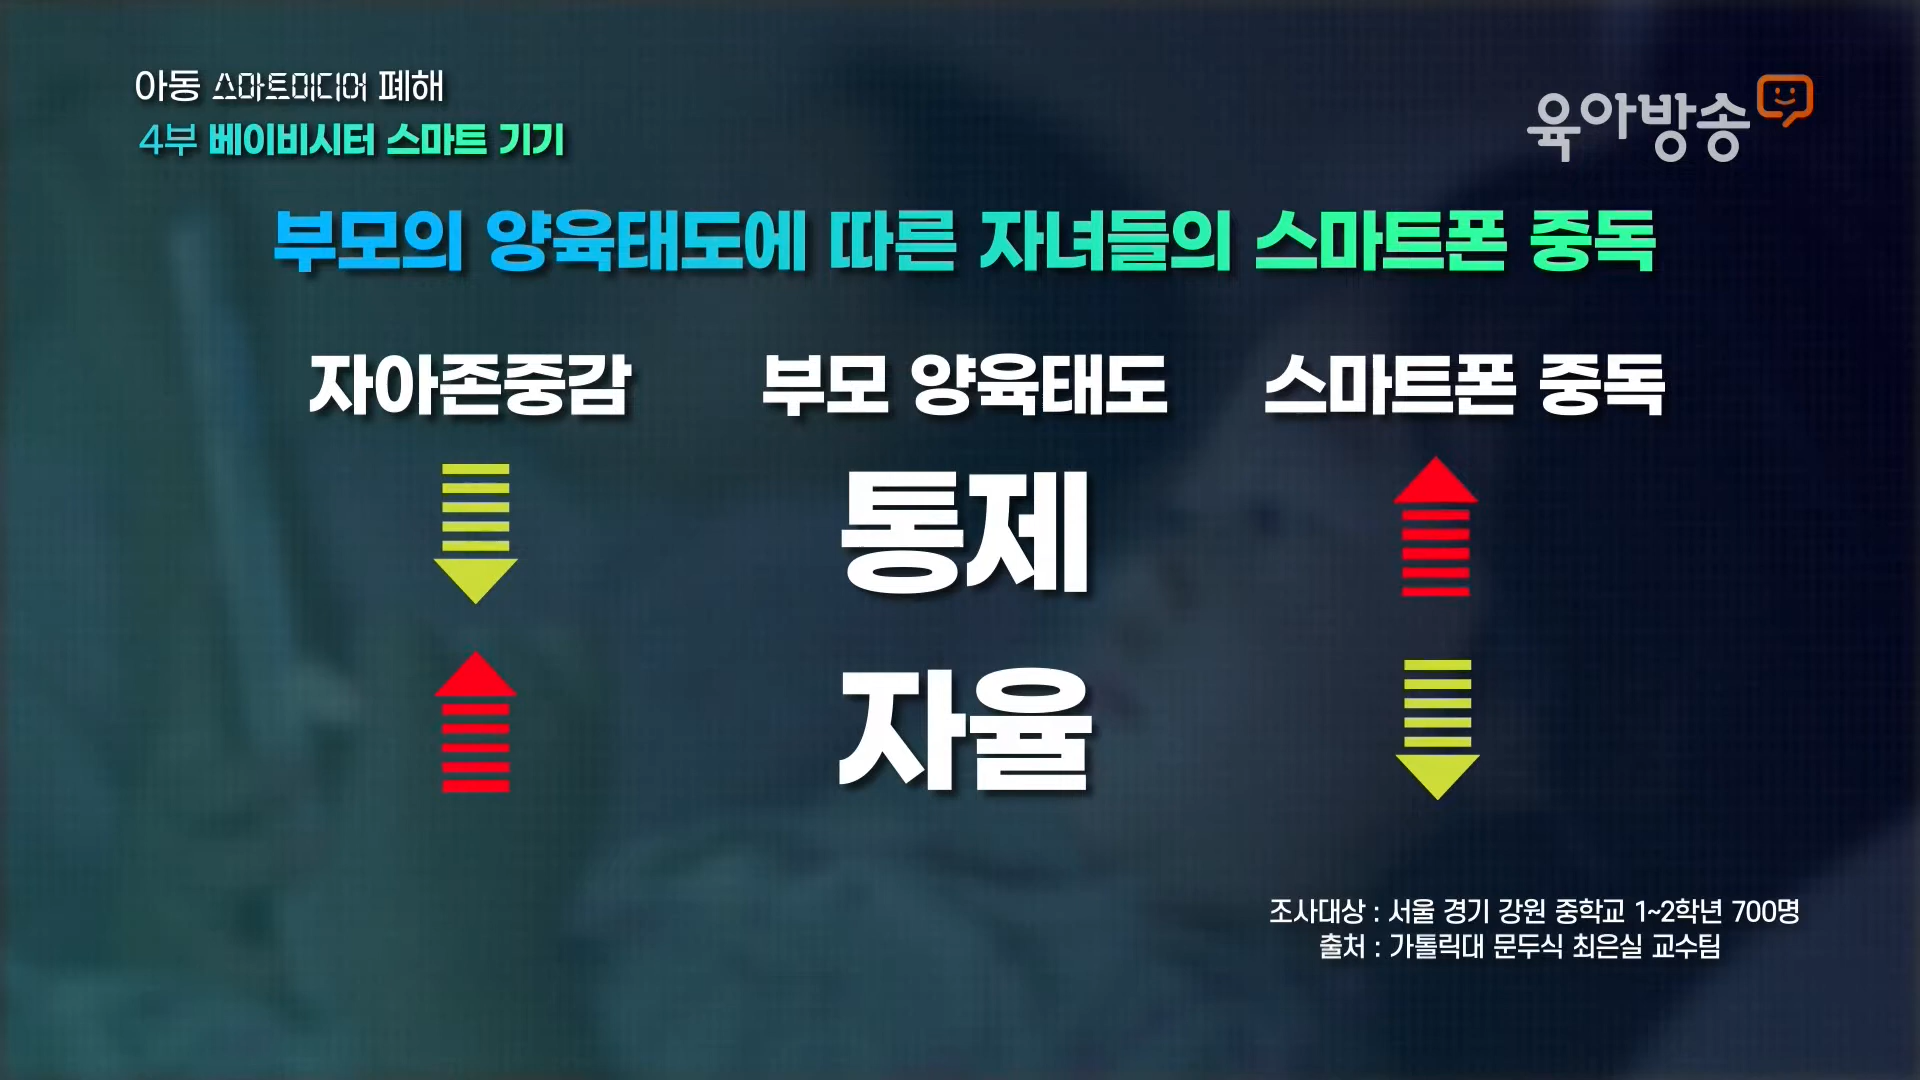 아동 스마트미디어 폐해
육아방송
4부 베이비시터 스마트 기기
부모의 양육태도에 따른 자녀들의 스마트폰 중독
자아존중감 부모 양육태도 스마트폰 중독
통제
자율
조사대상 : 서울 경기 강원 중학교 1~2학년 700명
출처 : 가톨릭대 문두식 최은실 교수팀